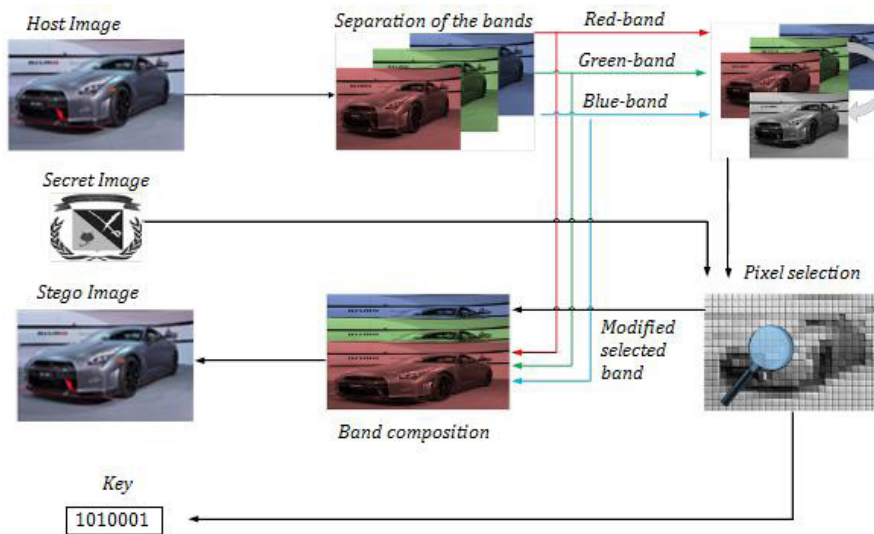 Host Image
Separation of the bands
Red-band
Green-band
Blue-band
Secret Image
Pixel selection
Stego Image
Modified
selected
band
Band composition
Key
1010001